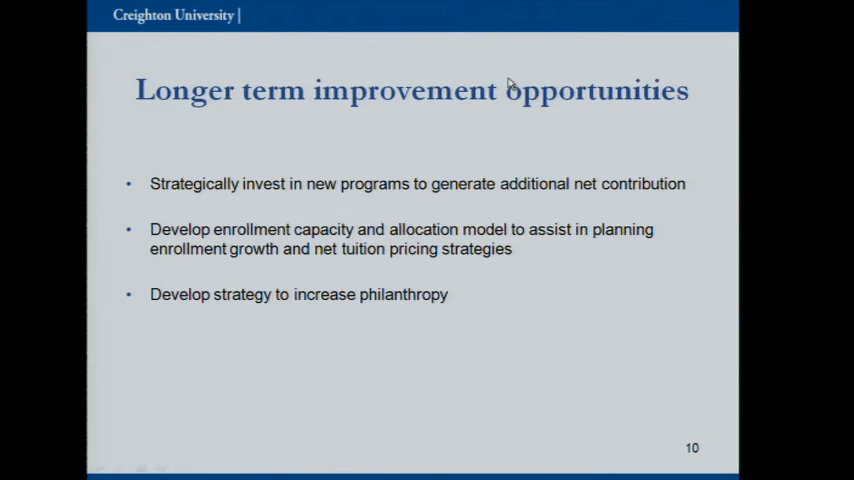 Creighton University |
Longer term improvement opportunities
• Strategically invest in new programs to generate additional net contribution
• Develop enrollment capacity and allocation model to assist in planning
enrollment growth and net tuition pricing strategies
• Develop strategy to increase philanthropy
10